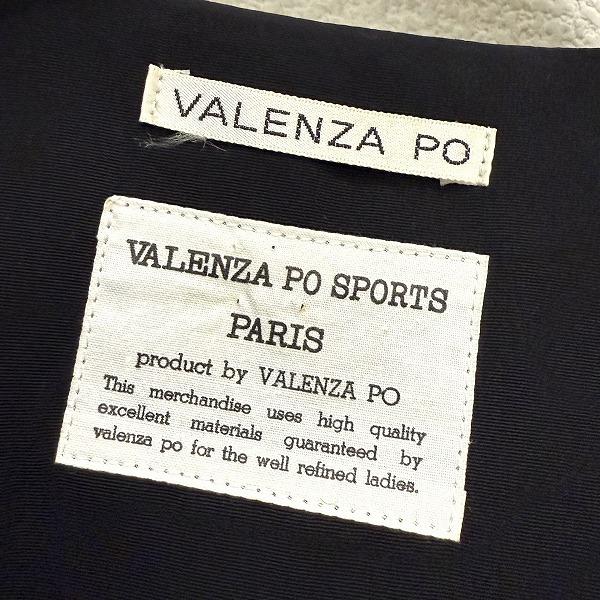 VALENZA PO
VALENZA PO SPORTS
PARIS
product by VALENZA PO
This merchandise uses high quality
excellent materials guaranteed by
valenza po for the well refined ladies.